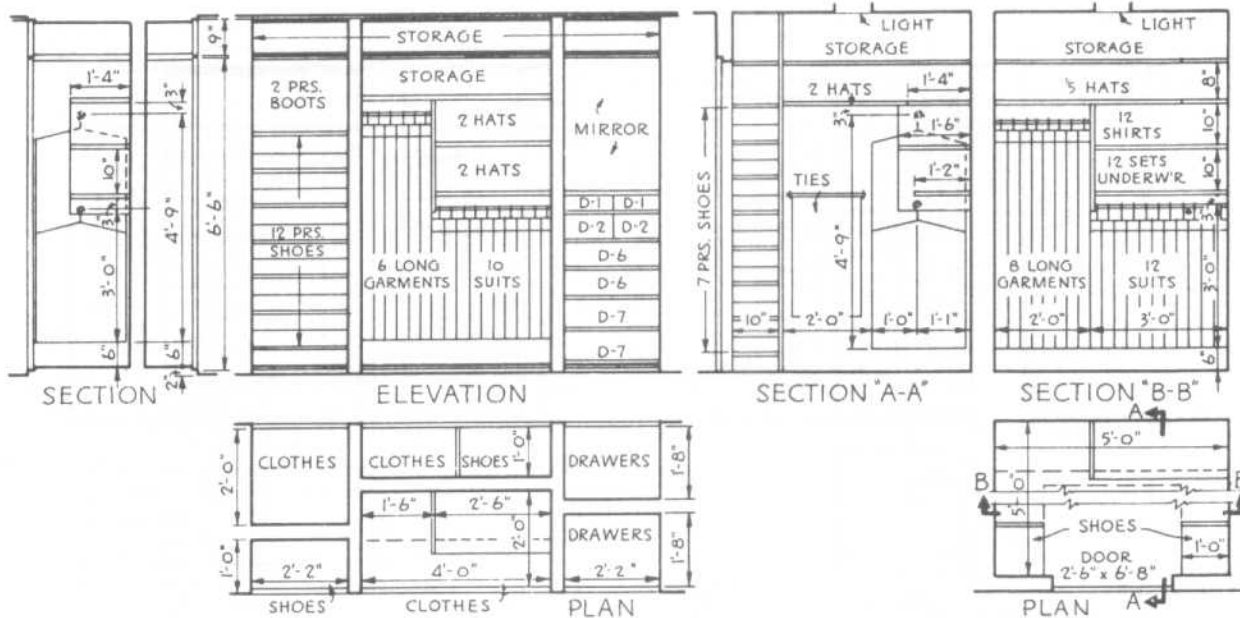 9"
STORAGE
1'-4"
3"
10"
3"
4'-9"
3'-0"
6"
6"
2"
6'-6"
SECTION
2 PRS.
BOOTS
STORAGE
2 HATS
2 HATS
MIRROR
12 PRS.
SHOES
6 LONG
GARMENTS
10
SUITS
D-1 D-1
D-2 D-2
D-6
D-6
D-7
D-7
ELEVATION
LIGHT
STORAGE
2 HATS
1'-4"
3"
1'-6"
1'-2"
TIES
7 PRS. SHOES
4'-9"
10"
2'-0"
1'-0"
1'-1"
SECTION "A-A"
LIGHT
STORAGE
15 HATS
8"
12
SHIRTS
10"
12 SETS
UNDERW'R
10"
3"
8 LONG
GARMENTS
12
SUITS
3'-0"
2'-0"
3'-0"
6"
SECTION "B-B"
2'-0"
CLOTHES
CLOTHES
SHOES
1'-0"
DRAWERS
1'-8"
1'-6"
2'-6"
2'-0"
DRAWERS
1'-8"
1'-0"
2'-2"
4'-0"
2'-2"
SHOES
CLOTHES
PLAN
A
5'-0"
B
B
5'-0"
SHOES
DOOR
2'-6" x 6'-8"
1'-0"
A
PLAN